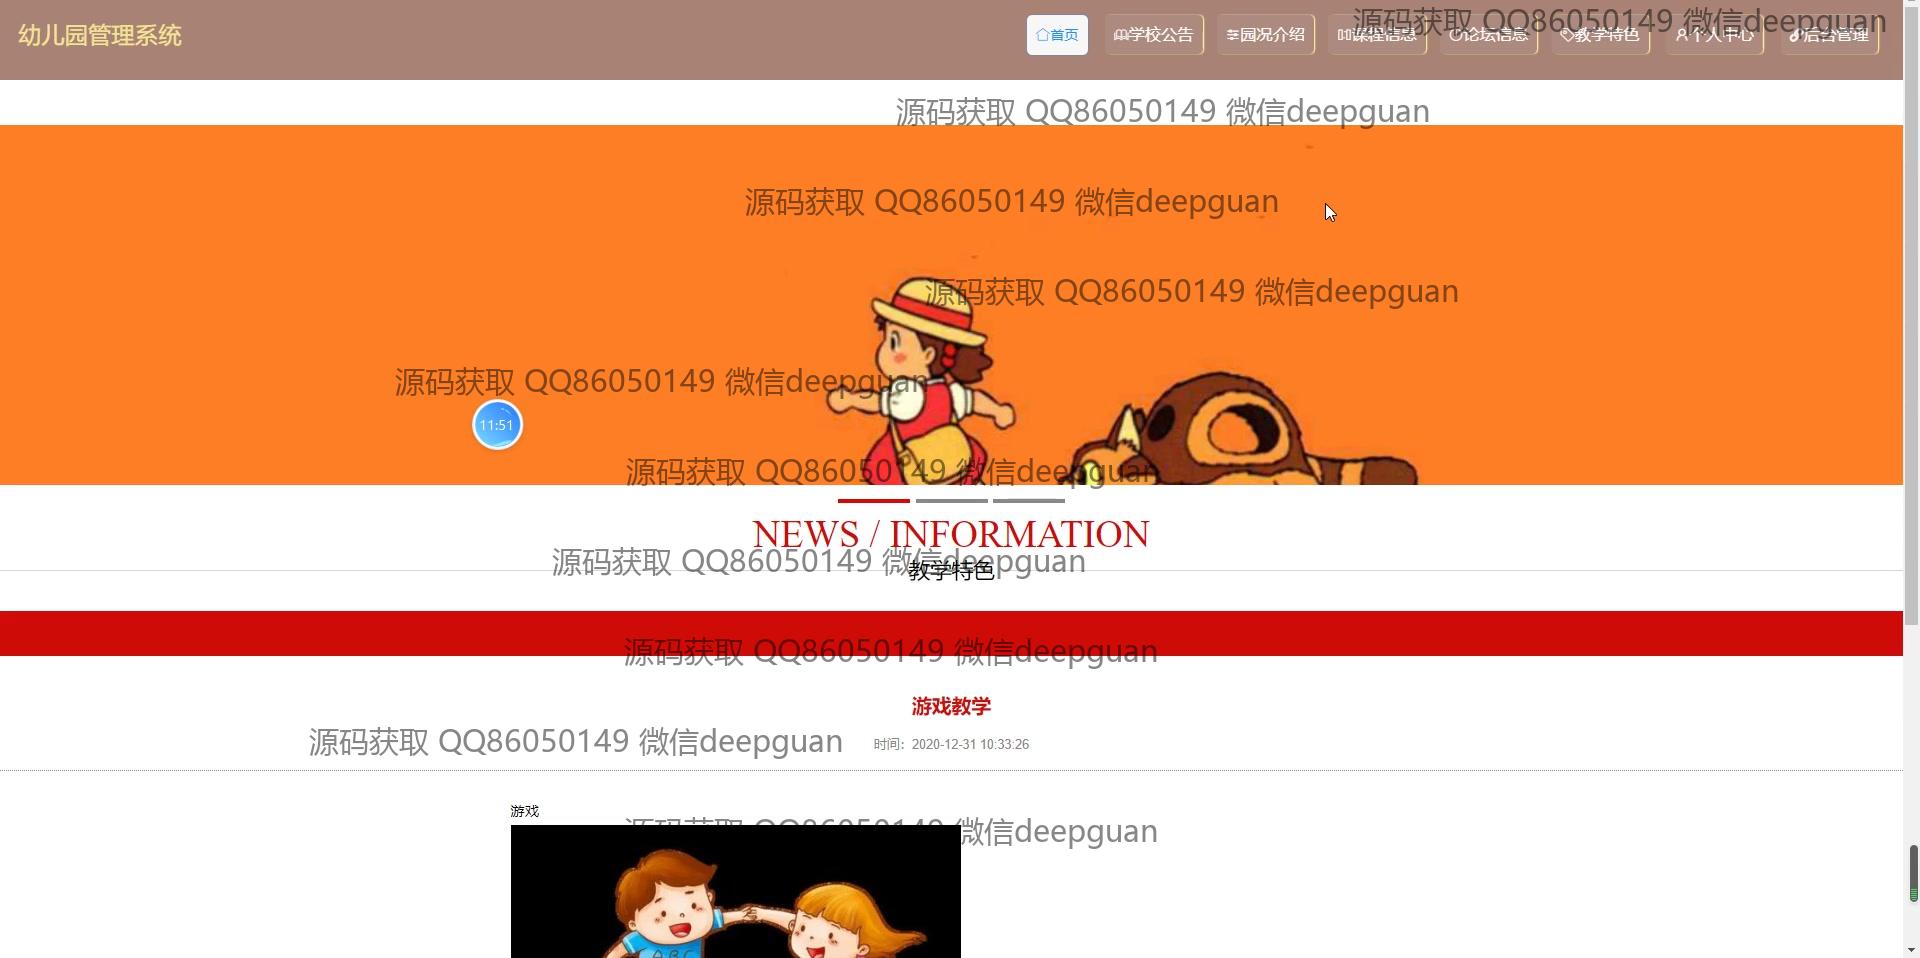 幼儿园管理系统
首页 学校公告 园况介绍 课程信息 论坛信息 教学特色 个人中心 后台管理
源码获取 QQ86050149 微信deepguan
源码获取 QQ86050149 微信deepguan
源码获取 QQ86050149 微信deepguan
源码获取 QQ86050149 微信deepguan
源码获取 QQ86050149 微信deepguan
11:51
源码获取 QQ86050149 微信deepguan
NEWS / INFORMATION
源码获取 QQ86050149 微信deepguan
教学特色
源码获取 QQ86050149 微信deepguan
游戏教学
源码获取 QQ86050149 微信deepguan
时间：2020-12-31 10:33:26
游戏
源码获取 QQ86050149 微信deepguan
ABC